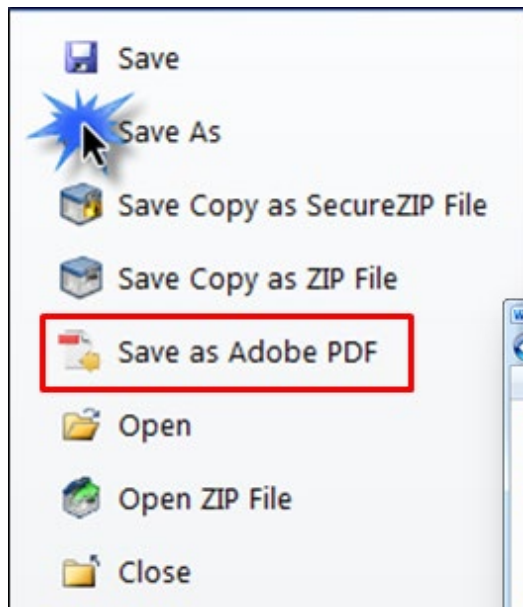 Save
Save As
Save Copy as SecureZIP File
Save Copy as ZIP File
Save as Adobe PDF
Open
Open ZIP File
Close